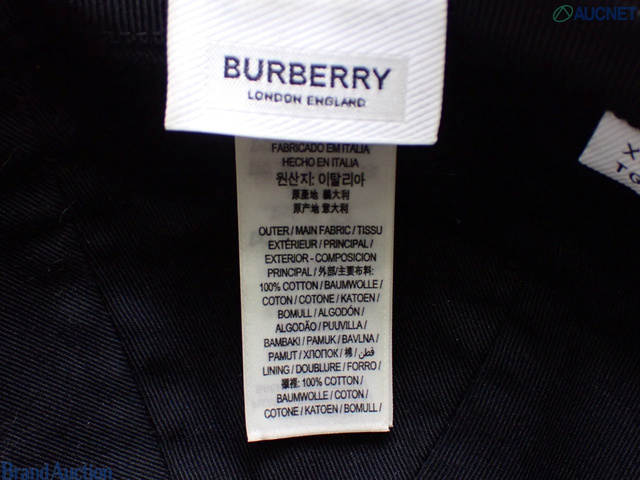 AUCNET
BURBERRY
LONDON ENGLAND
FABRICADO EM ITALIA
HECHO EN ITALIA
원산지: 이탈리아
原產地 義大利
原产地 意大利
OUTER / MAIN FABRIC / TISSU
EXTÉRIEUR / PRINCIPAL /
EXTERIOR - COMPOSICION
PRINCIPAL / 外部/主要布料:
100% COTTON / BAUMWOLLE /
COTON / COTONE / KATOEN /
BOMULL / ALGODÓN /
ALGODÃO / PUUVILLA /
BAMBAKI / PAMUK / BAVLNA /
PAMUT / ХЛОПОК / 棉 / قطن /
LINING / DOUBLURE / FORRO /
裡: 100% COTTON /
BAUMWOLLE / COTON /
COTONE / KATOEN / BOMULL /
X
TG
Brand Auction